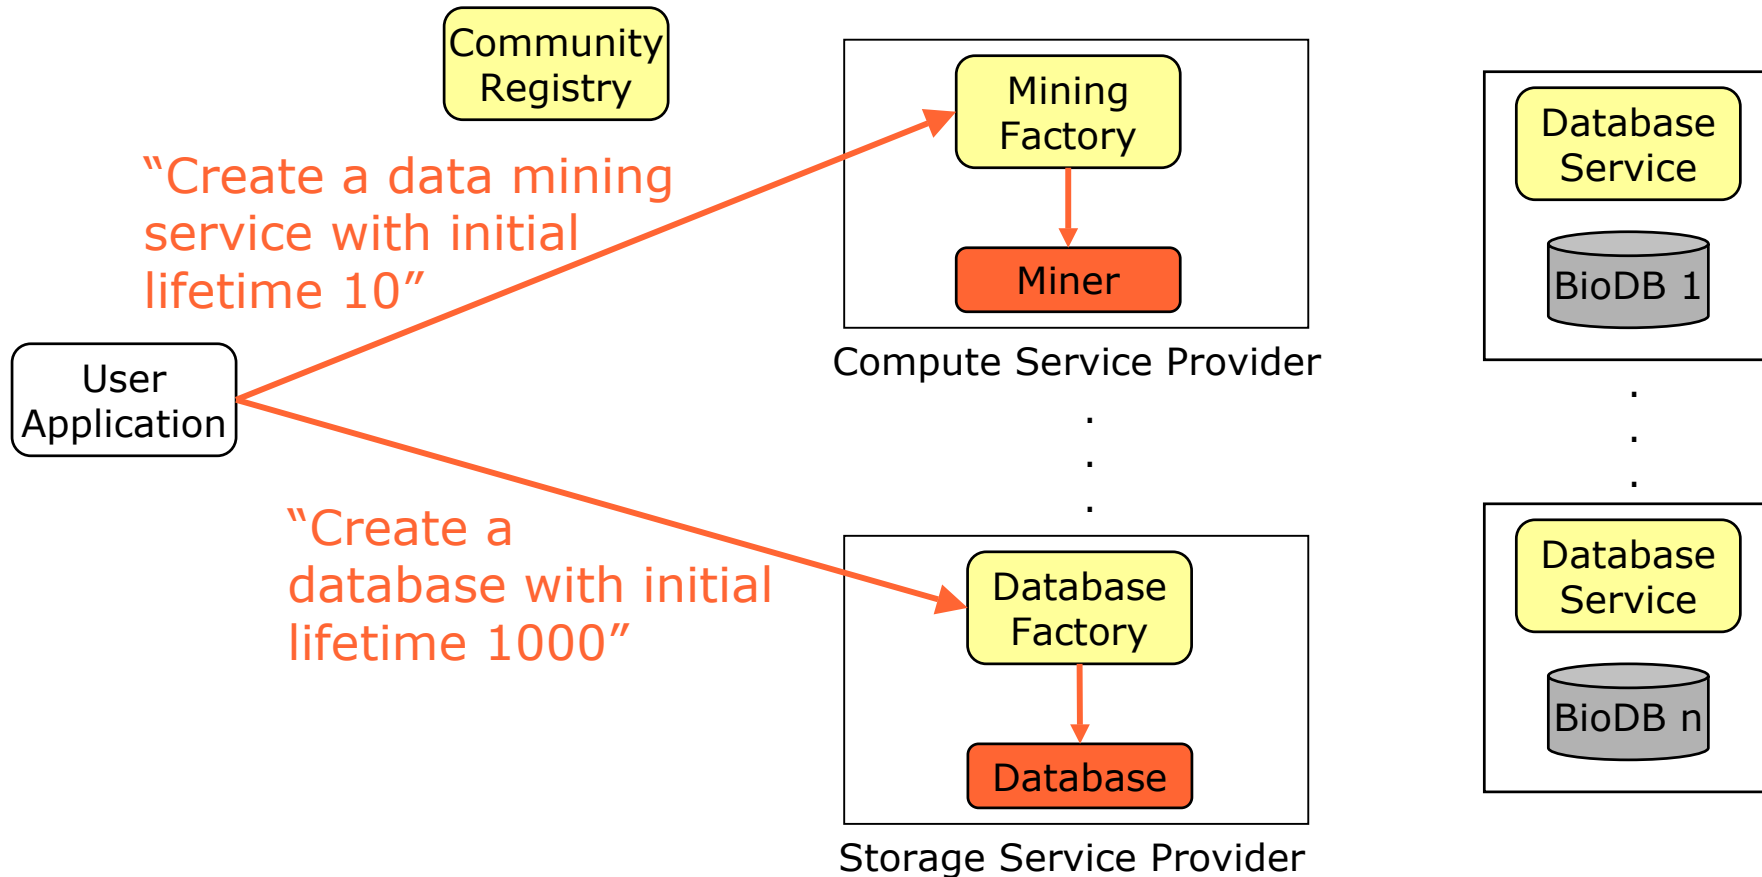 Community
Registry
Mining
Factory
Database
Service
“Create a data mining
service with initial
lifetime 10”
Miner
BioDB 1
Compute Service Provider
User
Application
.
.
.
.
.
.
“Create a
database with initial
lifetime 1000”
Database
Factory
Database
Service
BioDB n
Database
Storage Service Provider